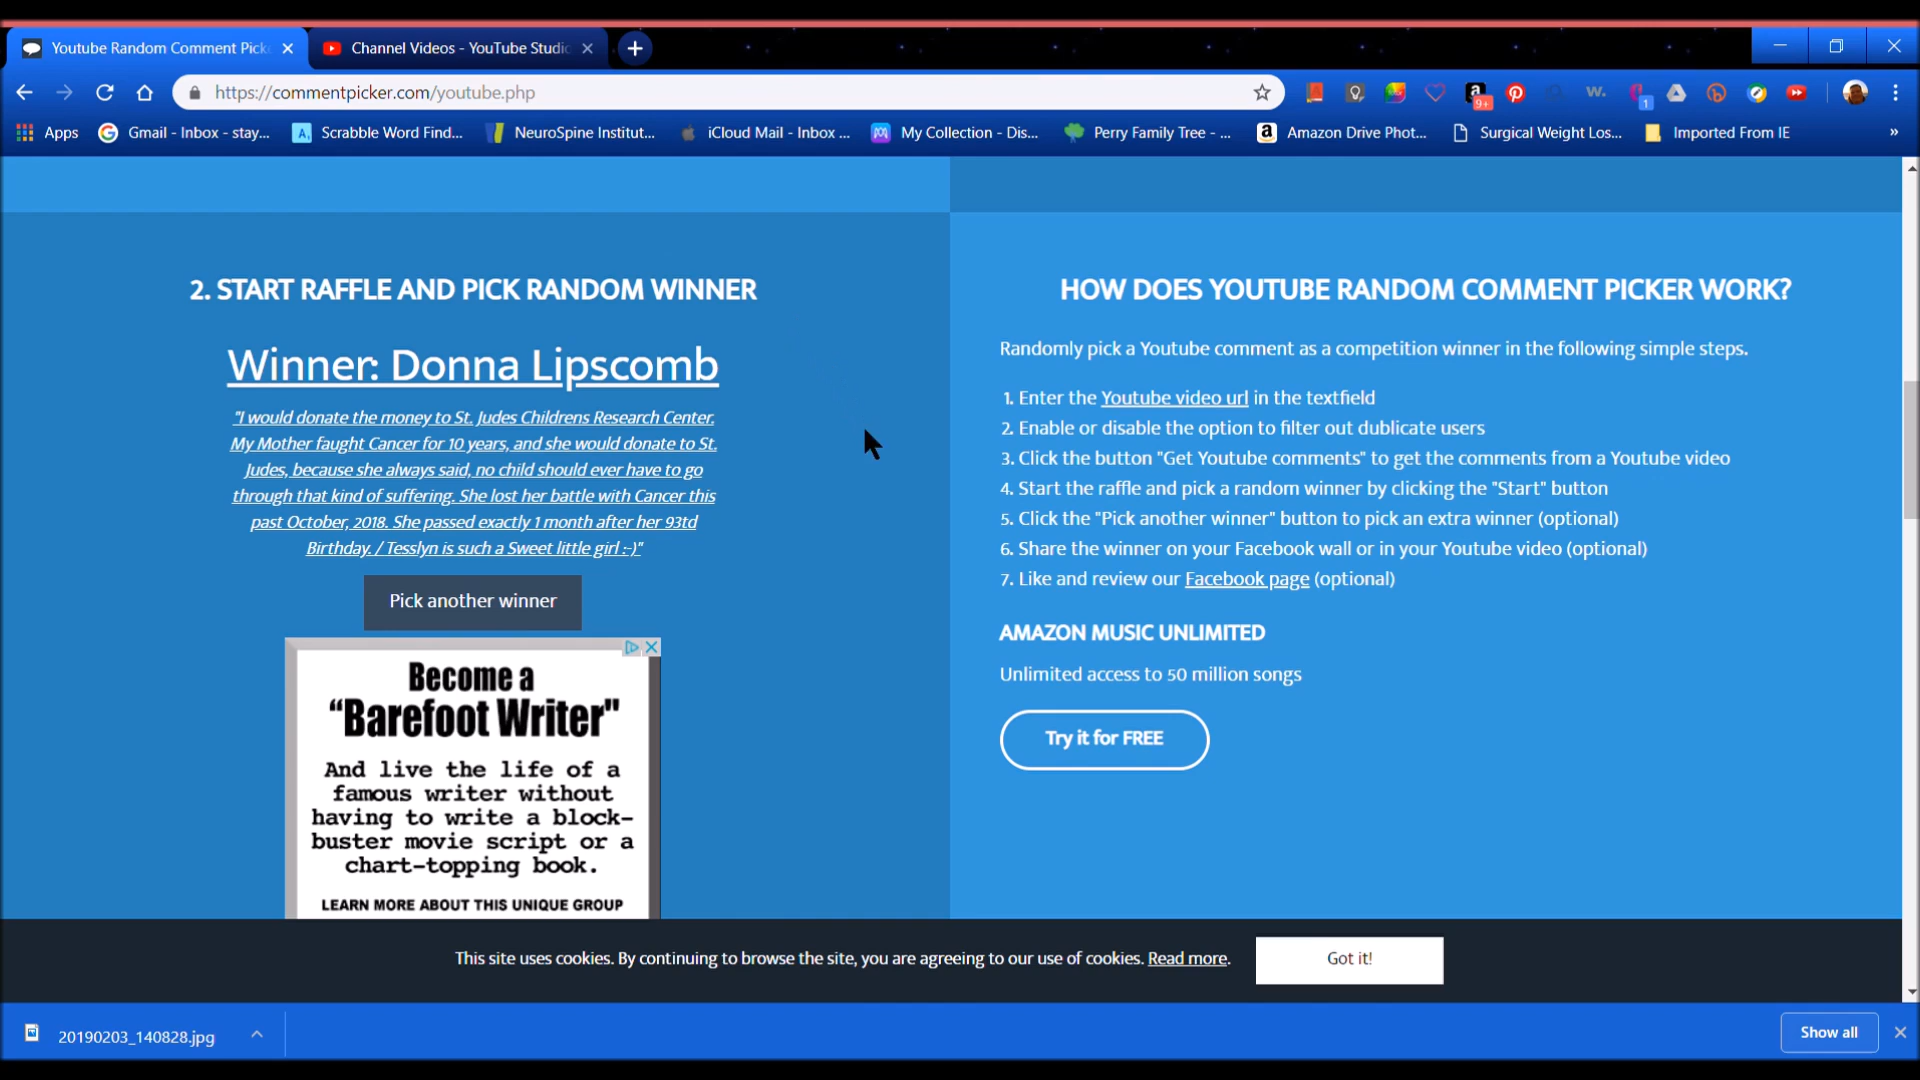 Youtube Random Comment Picke
Channel Videos - YouTube Studio
https://commentpicker.com/youtube.php
9+
w.
1
Apps
Gmail - Inbox - stay...
Scrabble Word Find...
NeuroSpine Institut...
iCloud Mail - Inbox ...
My Collection - Dis...
Perry Family Tree - ...
Amazon Drive Phot...
Surgical Weight Los...
Imported From IE
»
2. START RAFFLE AND PICK RANDOM WINNER
Winner: Donna Lipscomb
"I would donate the money to St. Judes Childrens Research Center.
My Mother faught Cancer for 10 years, and she would donate to St.
Judes, because she always said, no child should ever have to go
through that kind of suffering. She lost her battle with Cancer this
past October, 2018. She passed exactly 1 month after her 93td
Birthday. / Tesslyn is such a Sweet little girl :-)"
Pick another winner
Become a
“Barefoot Writer"
And live the life of a
famous writer without
having to write a block-
buster movie script or a
chart-topping book.
LEARN MORE ABOUT THIS UNIQUE GROUP
HOW DOES YOUTUBE RANDOM COMMENT PICKER WORK?
Randomly pick a Youtube comment as a competition winner in the following simple steps.
1. Enter the Youtube video url in the textfield
2. Enable or disable the option to filter out dublicate users
3. Click the button "Get Youtube comments" to get the comments from a Youtube video
4. Start the raffle and pick a random winner by clicking the "Start" button
5. Click the "Pick another winner" button to pick an extra winner (optional)
6. Share the winner on your Facebook wall or in your Youtube video (optional)
7. Like and review our Facebook page (optional)
AMAZON MUSIC UNLIMITED
Unlimited access to 50 million songs
Try it for FREE
This site uses cookies. By continuing to browse the site, you are agreeing to our use of cookies. Read more.
Got it!
20190203_140828.jpg
Show all